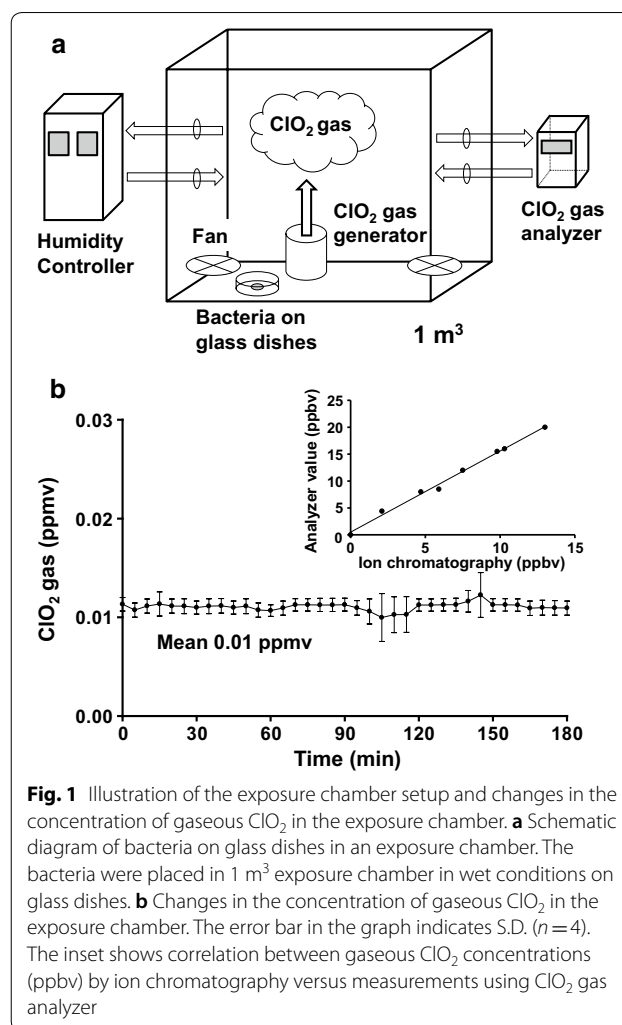 a
ClO₂ gas
Humidity
Controller
Fan
ClO₂ gas
generator
ClO₂ gas
analyzer
Bacteria on
glass dishes
1 m³
b
ClO₂ gas (ppmv)
0.03
0.02
0.01
0.00
Mean 0.01 ppmv
0 30 60 90 120 150 180
Time (min)
Analyzer value (ppbv)
25
20
15
10
5
0
0 5 10 15
Ion chromatography (ppbv)
Fig. 1 Illustration of the exposure chamber setup and changes in the
concentration of gaseous ClO₂ in the exposure chamber. a Schematic
diagram of bacteria on glass dishes in an exposure chamber. The
bacteria were placed in 1 m³ exposure chamber in wet conditions on
glass dishes. b Changes in the concentration of gaseous ClO₂ in the
exposure chamber. The error bar in the graph indicates S.D. (n = 4).
The inset shows correlation between gaseous ClO₂ concentrations
(ppbv) by ion chromatography versus measurements using ClO₂ gas
analyzer